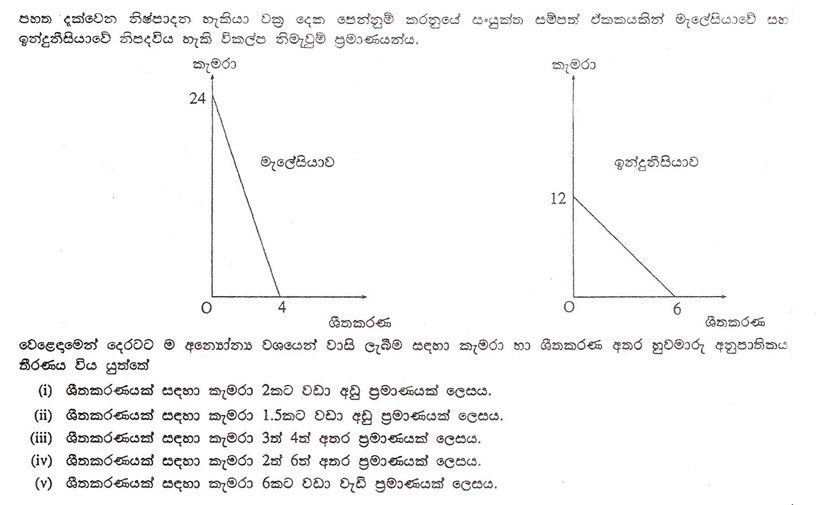 පහත දැක්වෙන නිෂ්පාදන හැකියා වක්‍ර දෙක පෙන්නුම් කරනුයේ සංයුක්ත සම්පත් ඒකකයකින් මැලේසියාවේ සහ
ඉන්දුනීසියාවේ නිපදවිය හැකි විකල්ප නිමැවුම් ප්‍රමාණයන්ය.
කැමරා
කැමරා
24
මැලේසියාව
ඉන්දුනීසියාව
12
O
4
O
6
ශීතකරණ
ශීතකරණ
වෙළෙඳාමෙන් දෙරටට ම අන්‍යෝන්‍ය වශයෙන් වාසි ලැබීම සඳහා කැමරා හා ශීතකරණ අතර හුවමාරු අනුපාතිකය
තීරණය විය යුත්තේ
(i) ශීතකරණයක් සඳහා කැමරා 2කට වඩා අඩු ප්‍රමාණයක් ලෙසය.
(ii) ශීතකරණයක් සඳහා කැමරා 1.5කට වඩා අඩු ප්‍රමාණයක් ලෙසය.
(iii) ශීතකරණයක් සඳහා කැමරා 3ත් 4ත් අතර ප්‍රමාණයක් ලෙසය.
(iv) ශීතකරණයක් සඳහා කැමරා 2ත් 6ත් අතර ප්‍රමාණයක් ලෙසය.
(v) ශීතකරණයක් සඳහා කැමරා 6කට වඩා වැඩි ප්‍රමාණයක් ලෙසය.